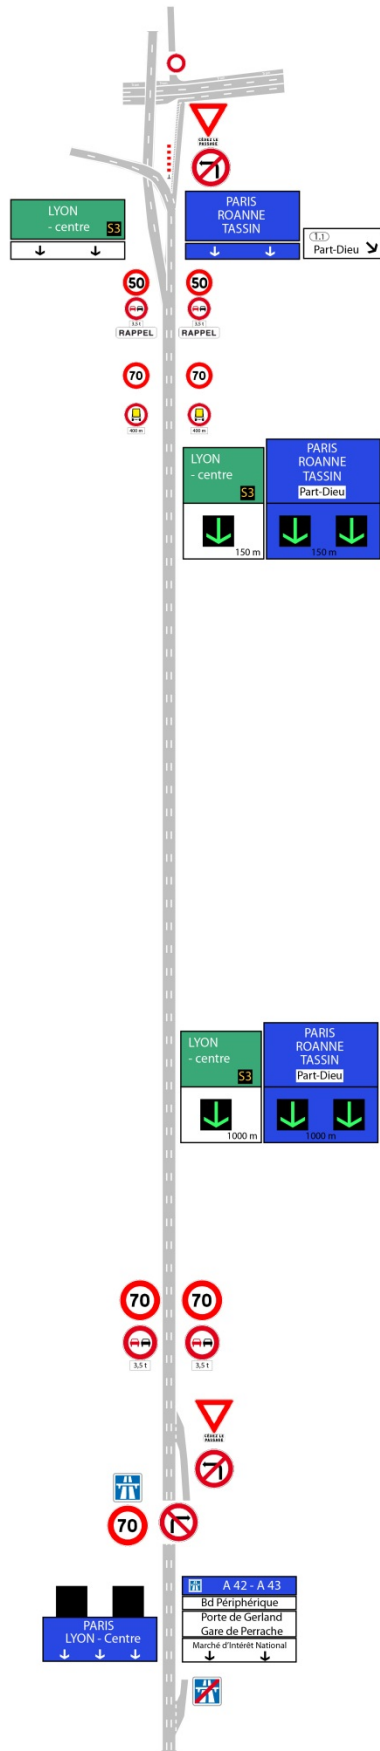 CÉDEZ LE
PASSAGE
LYON
- centre S3
PARIS
ROANNE
TASSIN
1.1
Part-Dieu
50
50
3,5 t
3,5 t
RAPPEL
RAPPEL
70
70
400 m
400 m
LYON
- centre
S3
150 m
PARIS
ROANNE
TASSIN
Part-Dieu
150 m
LYON
- centre
S3
1000 m
PARIS
ROANNE
TASSIN
Part-Dieu
1000 m
70
70
3,5 t
3,5 t
CÉDEZ LE
PASSAGE
70
PARIS
LYON - Centre
A 42 - A 43
Bd Périphérique
Porte de Gerland
Gare de Perrache
Marché d'Intérêt National